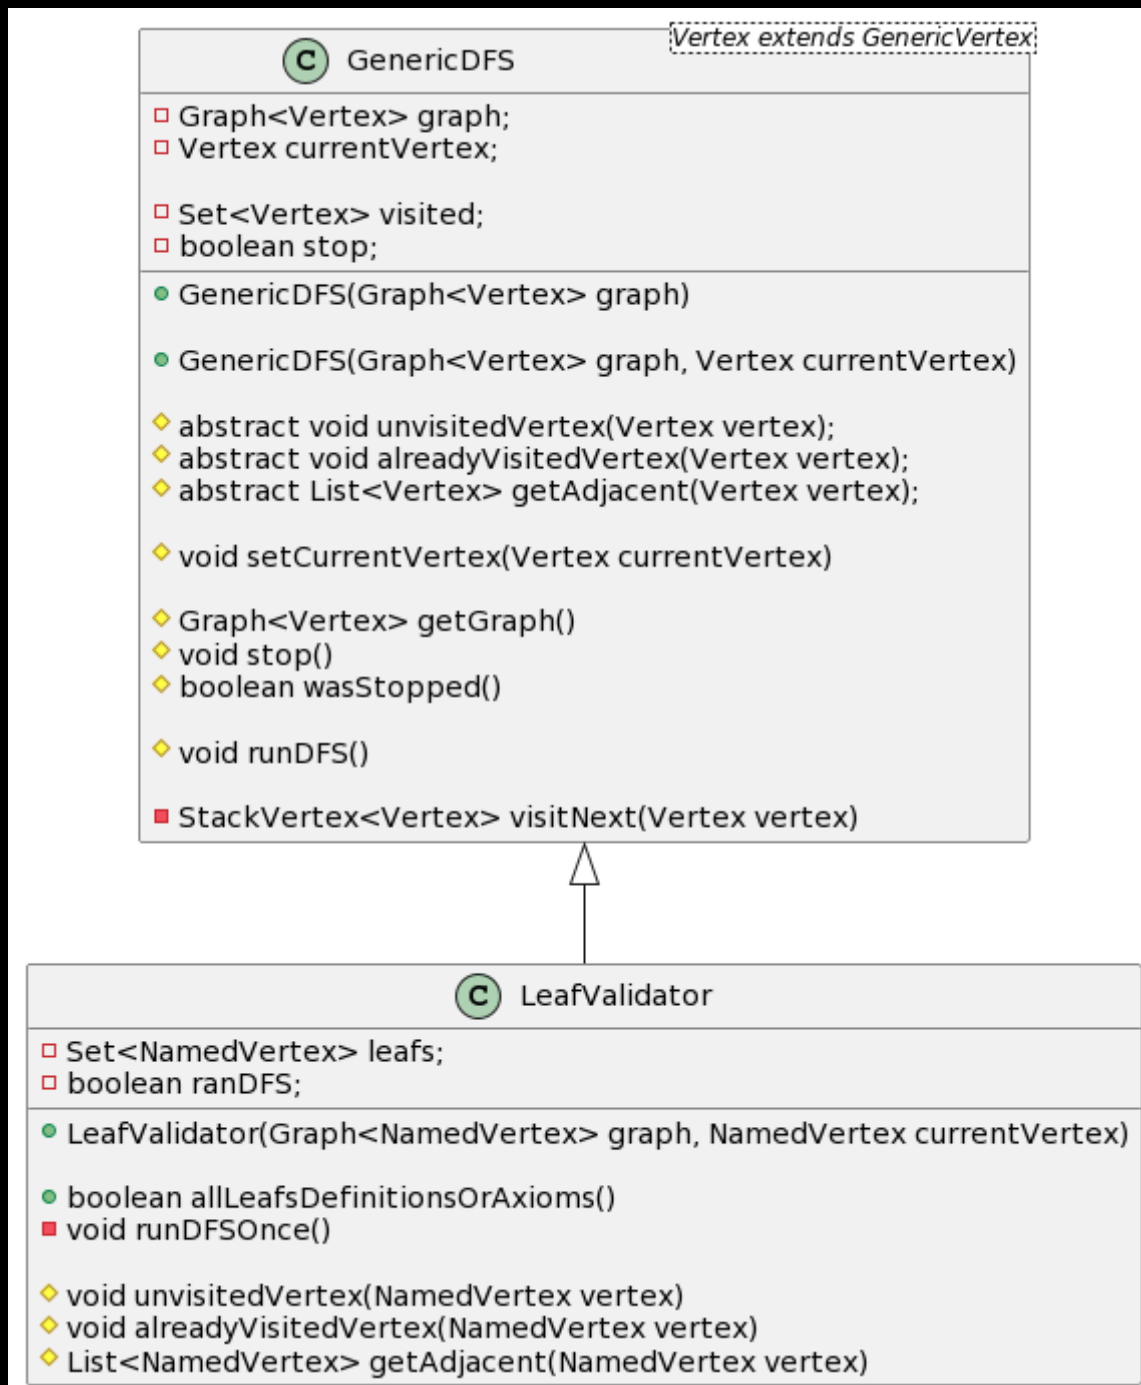 Vertex extends GenericVertex
C GenericDFS
Graph<Vertex> graph;
Vertex currentVertex;
Set<Vertex> visited;
boolean stop;
GenericDFS(Graph<Vertex> graph)
GenericDFS(Graph<Vertex> graph, Vertex currentVertex)
abstract void unvisitedVertex(Vertex vertex);
abstract void alreadyVisitedVertex(Vertex vertex);
abstract List<Vertex> getAdjacent(Vertex vertex);
void setCurrentVertex(Vertex currentVertex)
Graph<Vertex> getGraph()
void stop()
boolean wasStopped()
void runDFS()
StackVertex<Vertex> visitNext(Vertex vertex)
C LeafValidator
Set<NamedVertex> leafs;
boolean ranDFS;
LeafValidator(Graph<NamedVertex> graph, NamedVertex currentVertex)
boolean allLeafsDefinitionsOrAxioms()
void runDFSOnce()
void unvisitedVertex(NamedVertex vertex)
void alreadyVisitedVertex(NamedVertex vertex)
List<NamedVertex> getAdjacent(NamedVertex vertex)